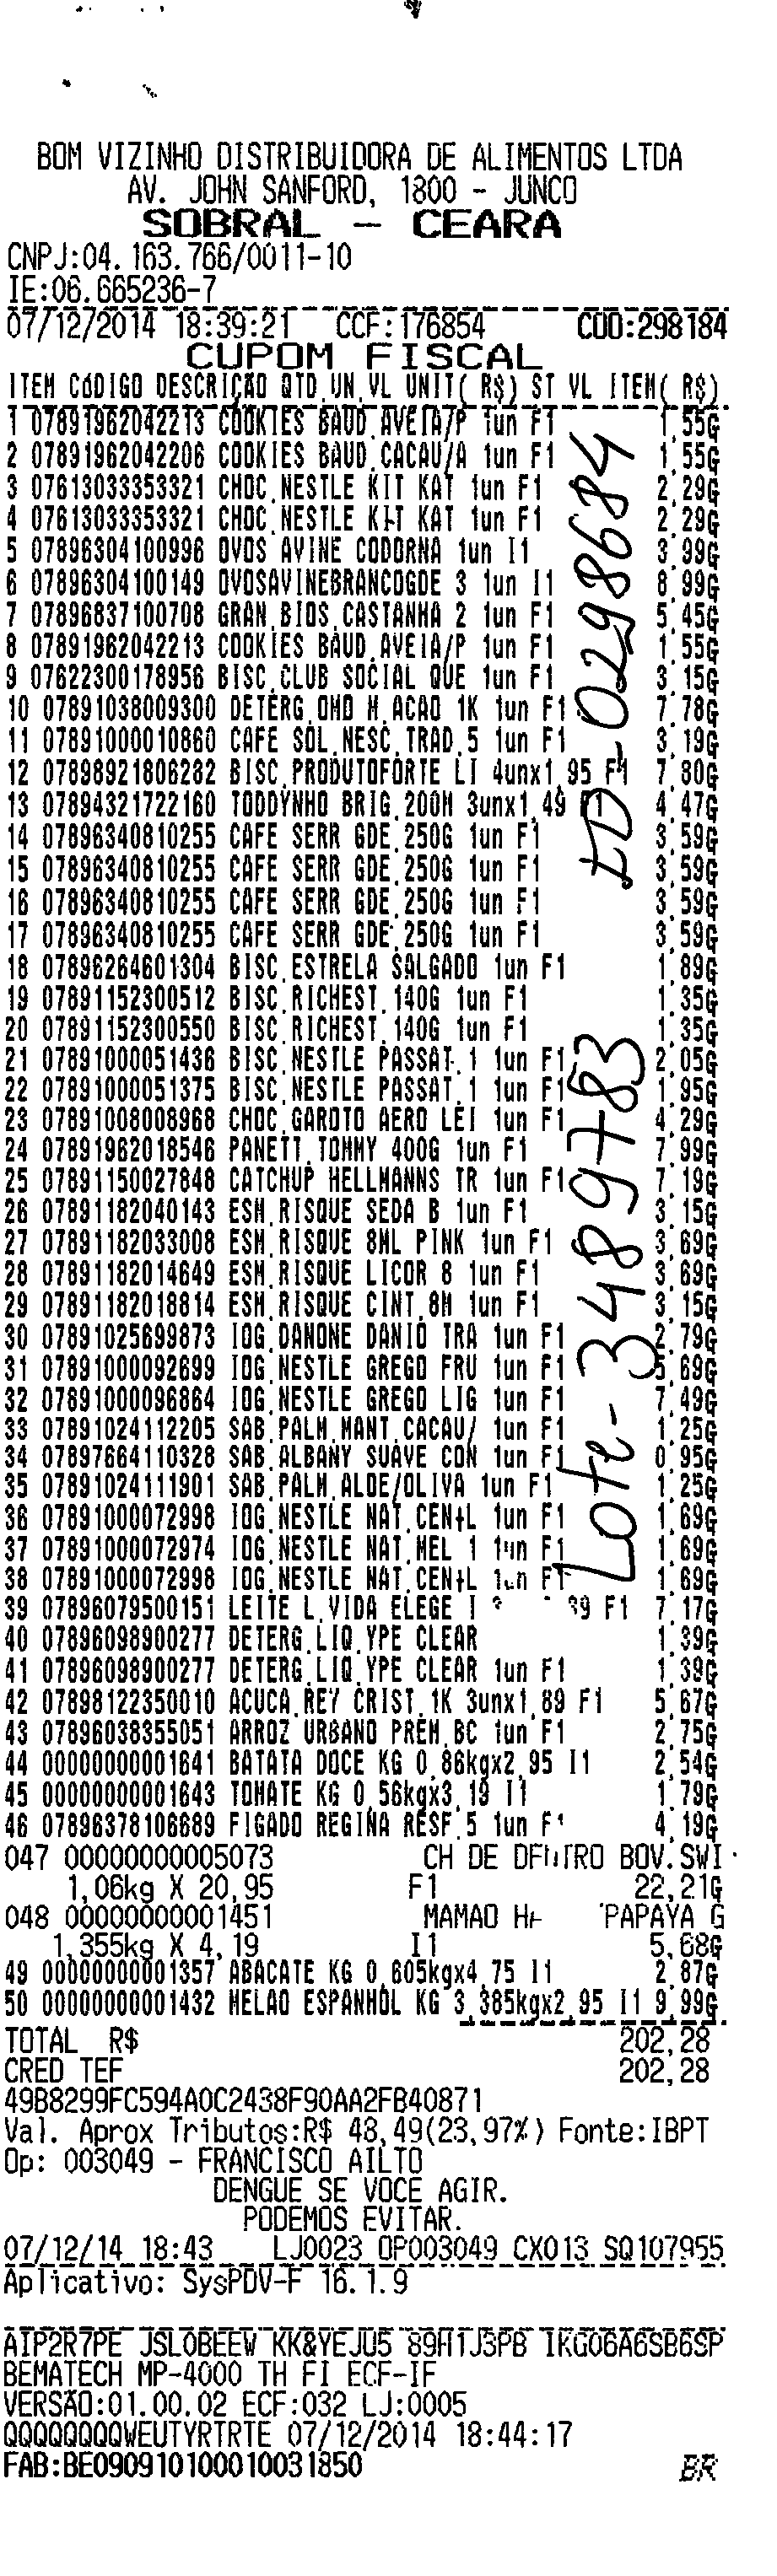 BOM VIZINHO DISTRIBUIDORA DE ALIMENTOS LTDA
AV. JOHN SANFORD, 1800 - JUNCO
SOBRAL - CEARA
CNPJ:04.163.766/0011-10
IE:06.665236-7
07/12/2014 18:39:21 CCF:176854 COO:298184
CUPOM FISCAL
ITEM CÓDIGO DESCRIÇÃO QTD.UN.VL UNIT( R$) ST VL ITEM( R$)
1 07891962042213 COOKIES BAUD.AVEIA/P 1un F1 1,55G
2 07891962042206 COOKIES BAUD.CACAU/A 1un F1 1,55G
3 07613033353321 CHOC.NESTLE KIT KAT 1un F1 2,29G
4 07613033353321 CHOC.NESTLE KIT KAT 1un F1 2,29G
5 07896304100996 OVOS AVINE CODORNA 1un I1 3,99G
6 07896304100149 OVOSAVINEBRANCOGDE 3 1un I1 8,99G
7 07896837100708 GRAN.BIOS.CASTANHA 2 1un F1 5,45G
8 07891962042213 COOKIES BAUD.AVEIA/P 1un F1 1,55G
9 07622300178956 BISC.CLUB SOCIAL QUE 1un F1 3,15G
10 07891038009300 DETERG.OMO M.ACAO 1K 1un F1 7,78G
11 07891000010860 CAFE SOL.NESC.TRAD.5 1un F1 3,19G
12 07898921806282 BISC.PRODUTOFORTE LI 4unx1,95 F1 7,80G
13 07894321722160 TODDYNHO BRIG.200M 3unx1,49 F1 4,47G
14 07896340810255 CAFE SERR GDE.250G 1un F1 3,59G
15 07896340810255 CAFE SERR GDE.250G 1un F1 3,59G
16 07896340810255 CAFE SERR GDE.250G 1un F1 3,59G
17 07896340810255 CAFE SERR GDE.250G 1un F1 3,59G
18 07896264601304 BISC.ESTRELA SALGADO 1un F1 1,89G
19 07891152300512 BISC.RICHEST.140G 1un F1 1,35G
20 07891152300550 BISC.RICHEST.140G 1un F1 1,35G
21 07891000051436 BISC.NESTLE PASSAT.1 1un F1 2,05G
22 07891000051375 BISC.NESTLE PASSAT.1 1un F1 1,95G
23 07891008008968 CHOC.GAROTO AERO LEI 1un F1 4,29G
24 07891962018546 PANETT.TOMMY 400G 1un F1 7,99G
25 07891150027848 CATCHUP HELLMANNS TR 1un F1 7,19G
26 07891182040143 ESM.RISQUE SEDA B 1un F1 3,15G
27 07891182033008 ESM.RISQUE 8ML PINK 1un F1 3,69G
28 07891182014649 ESM.RISQUE LICOR 8 1un F1 3,69G
29 07891182018814 ESM.RISQUE CINT.8M 1un F1 3,15G
30 07891025699873 IOG.DANONE DANIO TRA 1un F1 2,79G
31 07891000092699 IOG.NESTLE GREGO FRU 1un F1 5,69G
32 07891000096864 IOG.NESTLE GREGO LIG 1un F1 7,49G
33 07891024112205 SAB.PALM.MANT.CACAU/ 1un F1 1,25G
34 07897664110328 SAB.ALBANY SUAVE CON 1un F1 0,95G
35 07891024111901 SAB.PALM.ALOE/OLIVA 1un F1 1,25G
36 07891000072998 IOG.NESTLE NAT.CEN+L 1un F1 1,69G
37 07891000072974 IOG.NESTLE NAT.MEL 1 1un F1 1,69G
38 07891000072998 IOG.NESTLE NAT.CEN+L 1un F1 1,69G
39 07896079500151 LEITE L.VIDA ELEGE F1 7,17G
40 07896098900277 DETERG.LIQ.YPE CLEAR 1,39G
41 07896098900277 DETERG.LIQ.YPE CLEAR 1un F1 1,39G
42 07898122350010 ACUCA.REY CRIST.1K 3unx1,89 F1 5,67G
43 07896038355051 ARROZ URBANO PREM.BC 1un F1 2,75G
44 00000000001641 BATATA DOCE KG 0,86kgx2,95 I1 2,54G
45 00000000001643 TOMATE KG 0,56kgx3,19 I1 1,79G
46 07896378106689 FIGADO REGINA RESF.5 1un F1 4,19G
047 00000000005073 CH DE DENTRO BOV.SWI
1,06kg X 20,95 F1 22,21G
048 00000000001451 MAMAO PAPAYA G
1,355kg X 4,19 I1 5,68G
49 00000000001357 ABACATE KG 0,605kgx4,75 I1 2,87G
50 00000000001432 MELAO ESPANHOL KG 3,385kgx2,95 I1 9,99G
ED-0298684
Lote-3489783
TOTAL R$ 202,28
CRED TEF 202,28
49B8299FC594A0C2438F90AA2FB40871
Val. Aprox Tributos:R$ 48,49(23,97%) Fonte:IBPT
Op: 003049 - FRANCISCO AILTO
DENGUE SE VOCE AGIR.
PODEMOS EVITAR.
07/12/14 18:43 LJ0023 OP003049 CX013 SQ107955
Aplicativo: SysPDV-F 16.1.9
AIP2R7PE JSLOBEEW KK&YEJU5 89H1J3PB IKG06A6SB6SP
BEMATECH MP-4000 TH FI ECF-IF
VERSÃO:01.00.02 ECF:032 LJ:0005
QQQQQQQQWEUTYRTRTE 07/12/2014 18:44:17
FAB:BE090910100010031850
BR